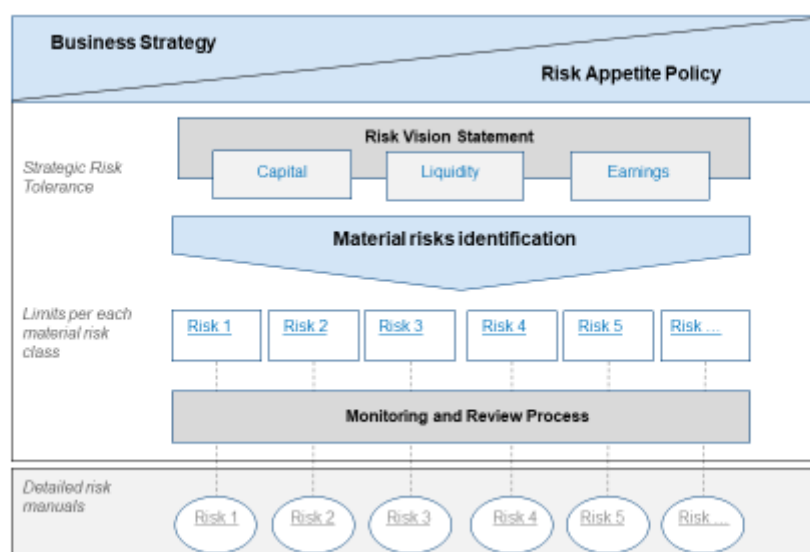 Business Strategy
Risk Appetite Policy
Risk Vision Statement
Strategic Risk
Tolerance
Capital
Liquidity
Earnings
Material risks identification
Limits per each
material risk
class
Risk 1
Risk 2
Risk 3
Risk 4
Risk 5
Risk ...
Monitoring and Review Process
Detailed risk
manuals
Risk 1
Risk 2
Risk 3
Risk 4
Risk 5
Risk ...